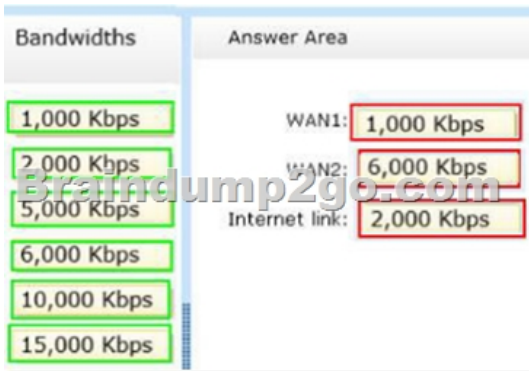 Bandwidths
1,000 Kbps
2,000 Kbps
5,000 Kbps
6,000 Kbps
10,000 Kbps
15,000 Kbps
Answer Area
WAN1: 1,000 Kbps
WAN2: 6,000 Kbps
Internet link: 2,000 Kbps
Braindump2go.com